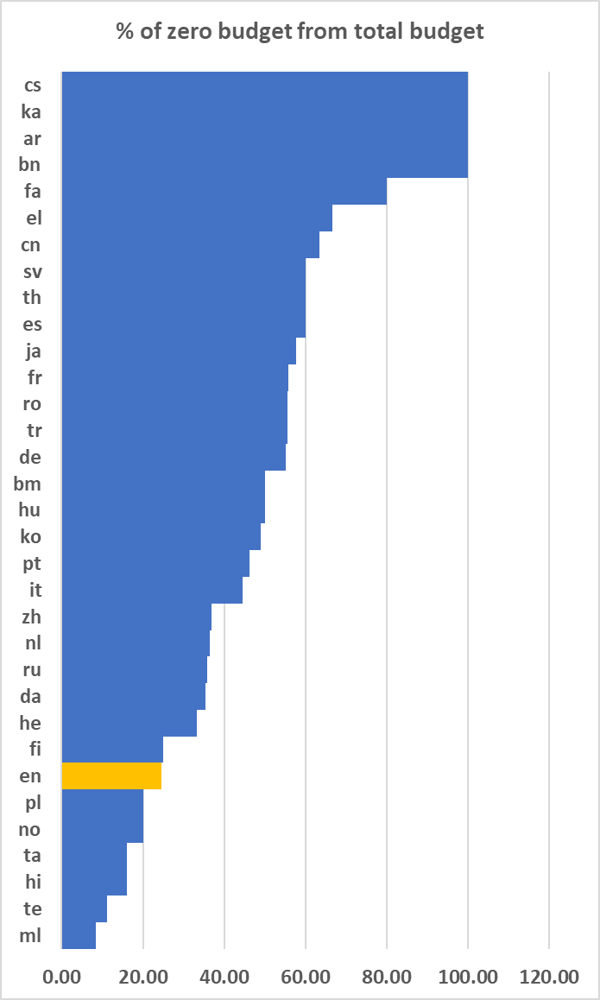 % of zero budget from total budget
cs
ka
ar
bn
fa
el
cn
sv
th
es
ja
fr
ro
tr
de
bm
hu
ko
pt
it
zh
nl
ru
da
he
fi
en
pl
no
ta
hi
te
ml
0.00 20.00 40.00 60.00 80.00 100.00 120.00